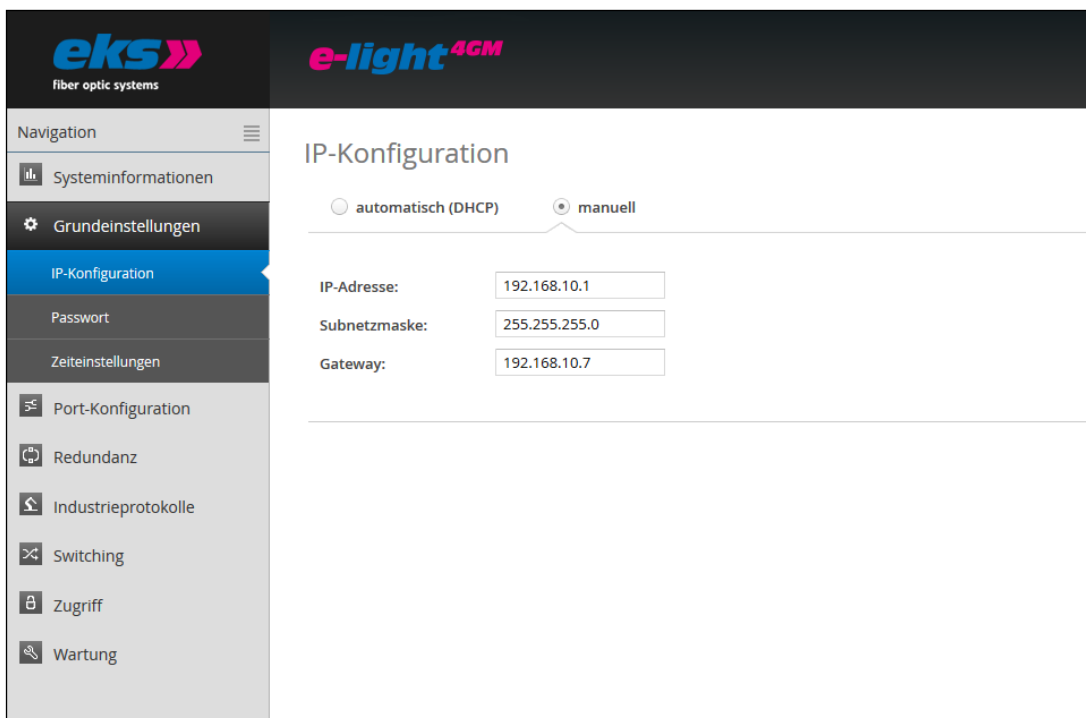 eks
fiber optic systems
e-light 4GM
Navigation
Systeminformationen
Grundeinstellungen
IP-Konfiguration
Passwort
Zeiteinstellungen
Port-Konfiguration
Redundanz
Industrieprotokolle
Switching
Zugriff
Wartung
IP-Konfiguration
automatisch (DHCP) manuell
IP-Adresse: 192.168.10.1
Subnetzmaske: 255.255.255.0
Gateway: 192.168.10.7